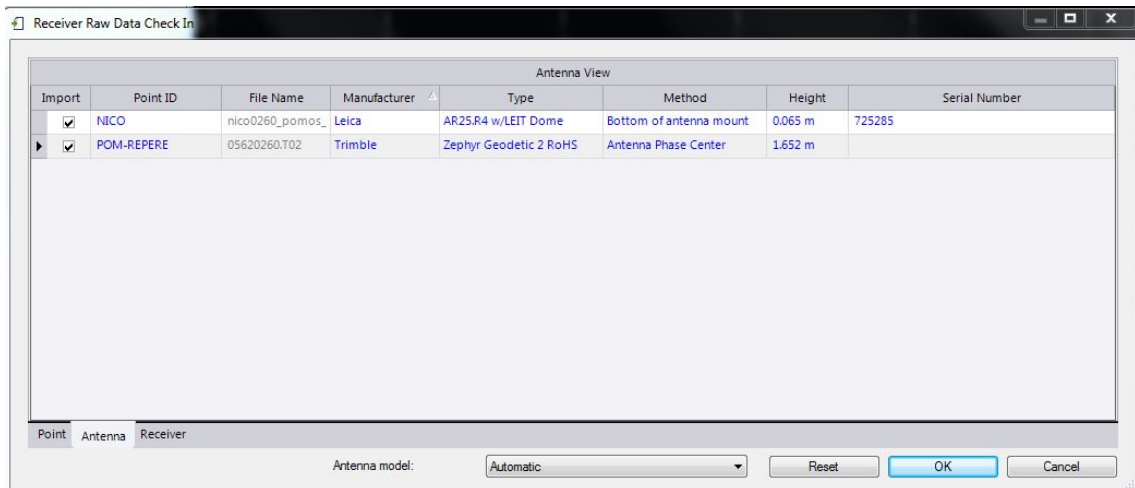 Receiver Raw Data Check In
Antenna View
Import Point ID File Name Manufacturer Type Method Height Serial Number
NICO nico0260_pomos_ Leica AR25.R4 w/LEIT Dome Bottom of antenna mount 0.065 m 725285
POM-REPERE 05620260.T02 Trimble Zephyr Geodetic 2 RoHS Antenna Phase Center 1.652 m
Point Antenna Receiver
Antenna model: Automatic Reset OK Cancel